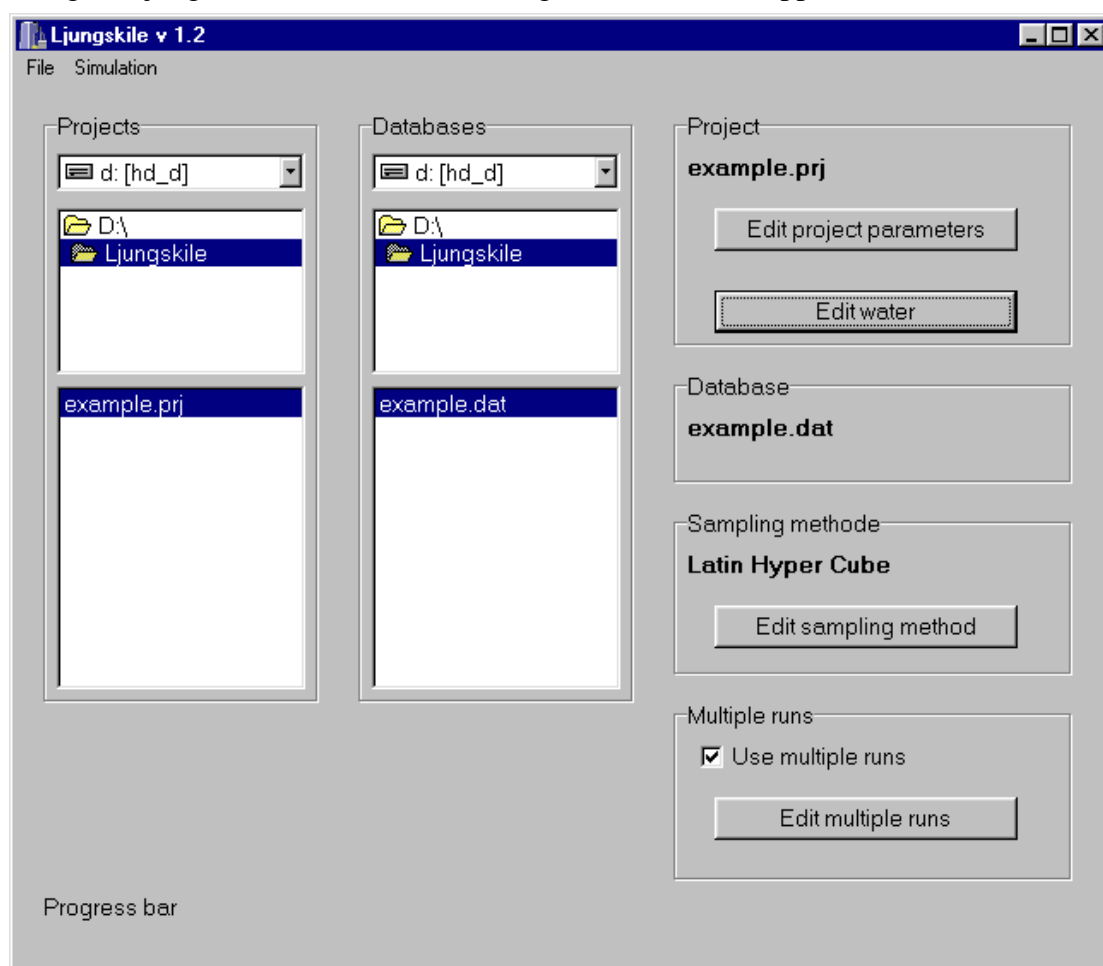 Ljungskile v 1.2
File Simulation
Projects
d: [hd_d]
D:\
Ljungskile
example.prj
Databases
d: [hd_d]
D:\
Ljungskile
example.dat
Project
example.prj
Edit project parameters
Edit water
Database
example.dat
Sampling methode
Latin Hyper Cube
Edit sampling method
Multiple runs
Use multiple runs
Edit multiple runs
Progress bar